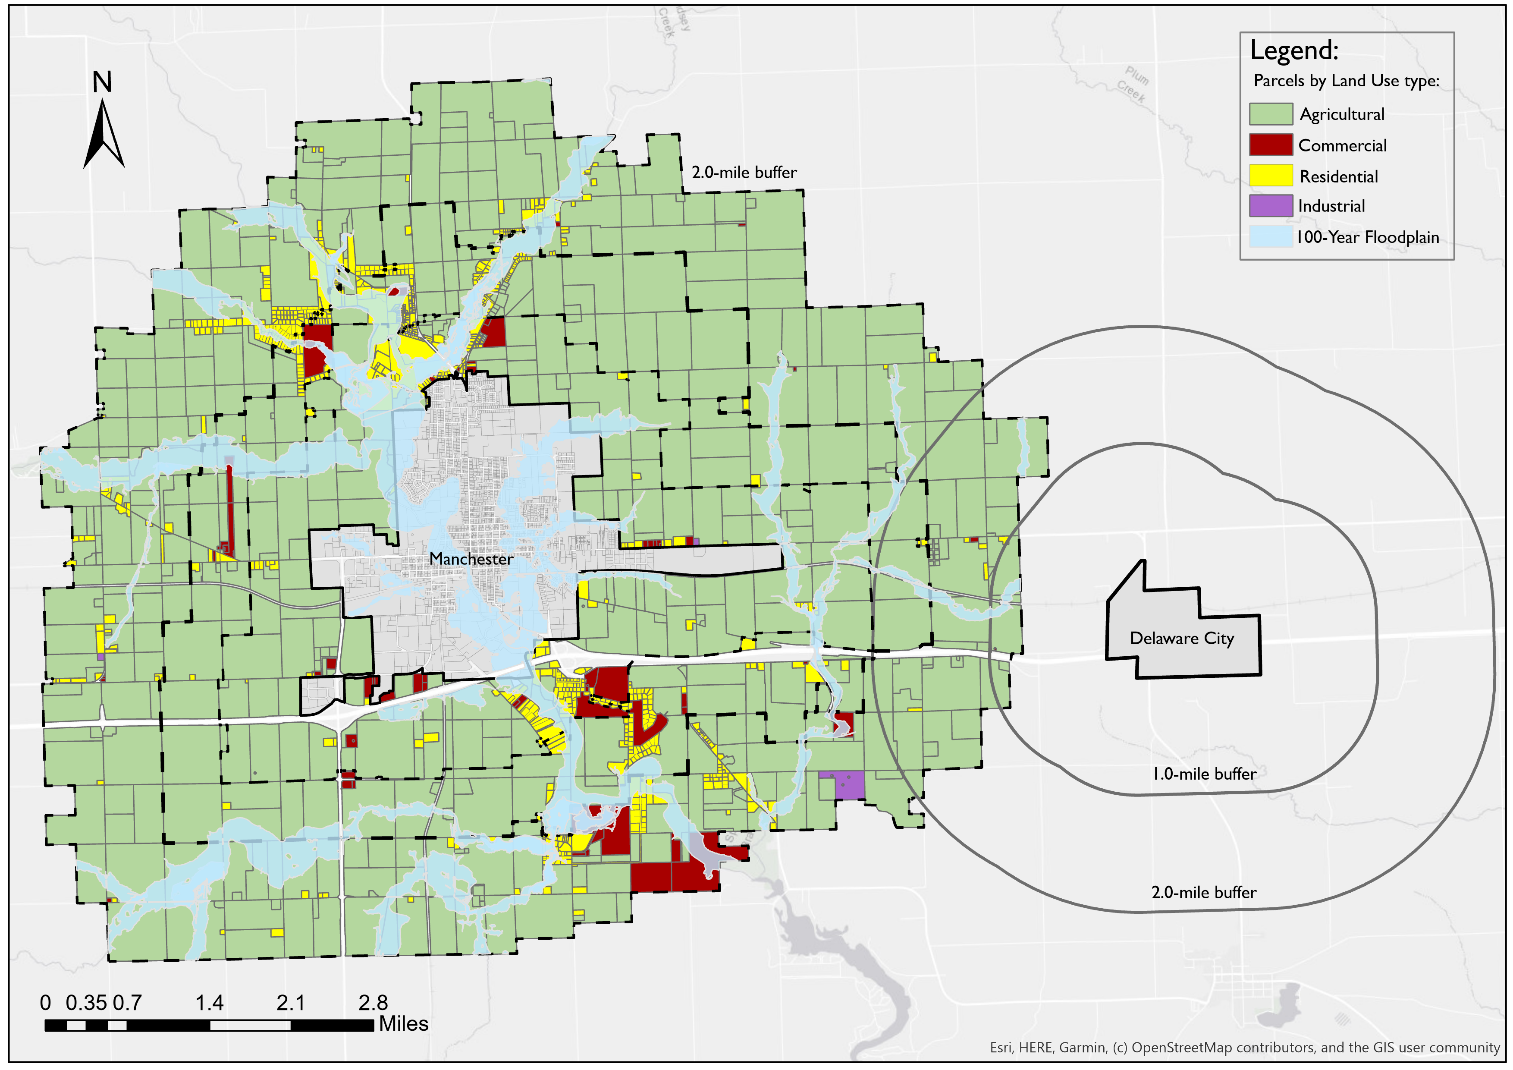 dsey
Creek
Plum
Creek
Legend:
Parcels by Land Use type:
Agricultural
Commercial
Residential
Industrial
100-Year Floodplain
N
2.0-mile buffer
Manchester
Delaware City
1.0-mile buffer
2.0-mile buffer
0 0.35 0.7 1.4 2.1 2.8
Miles
Esri, HERE, Garmin, (c) OpenStreetMap contributors, and the GIS user community